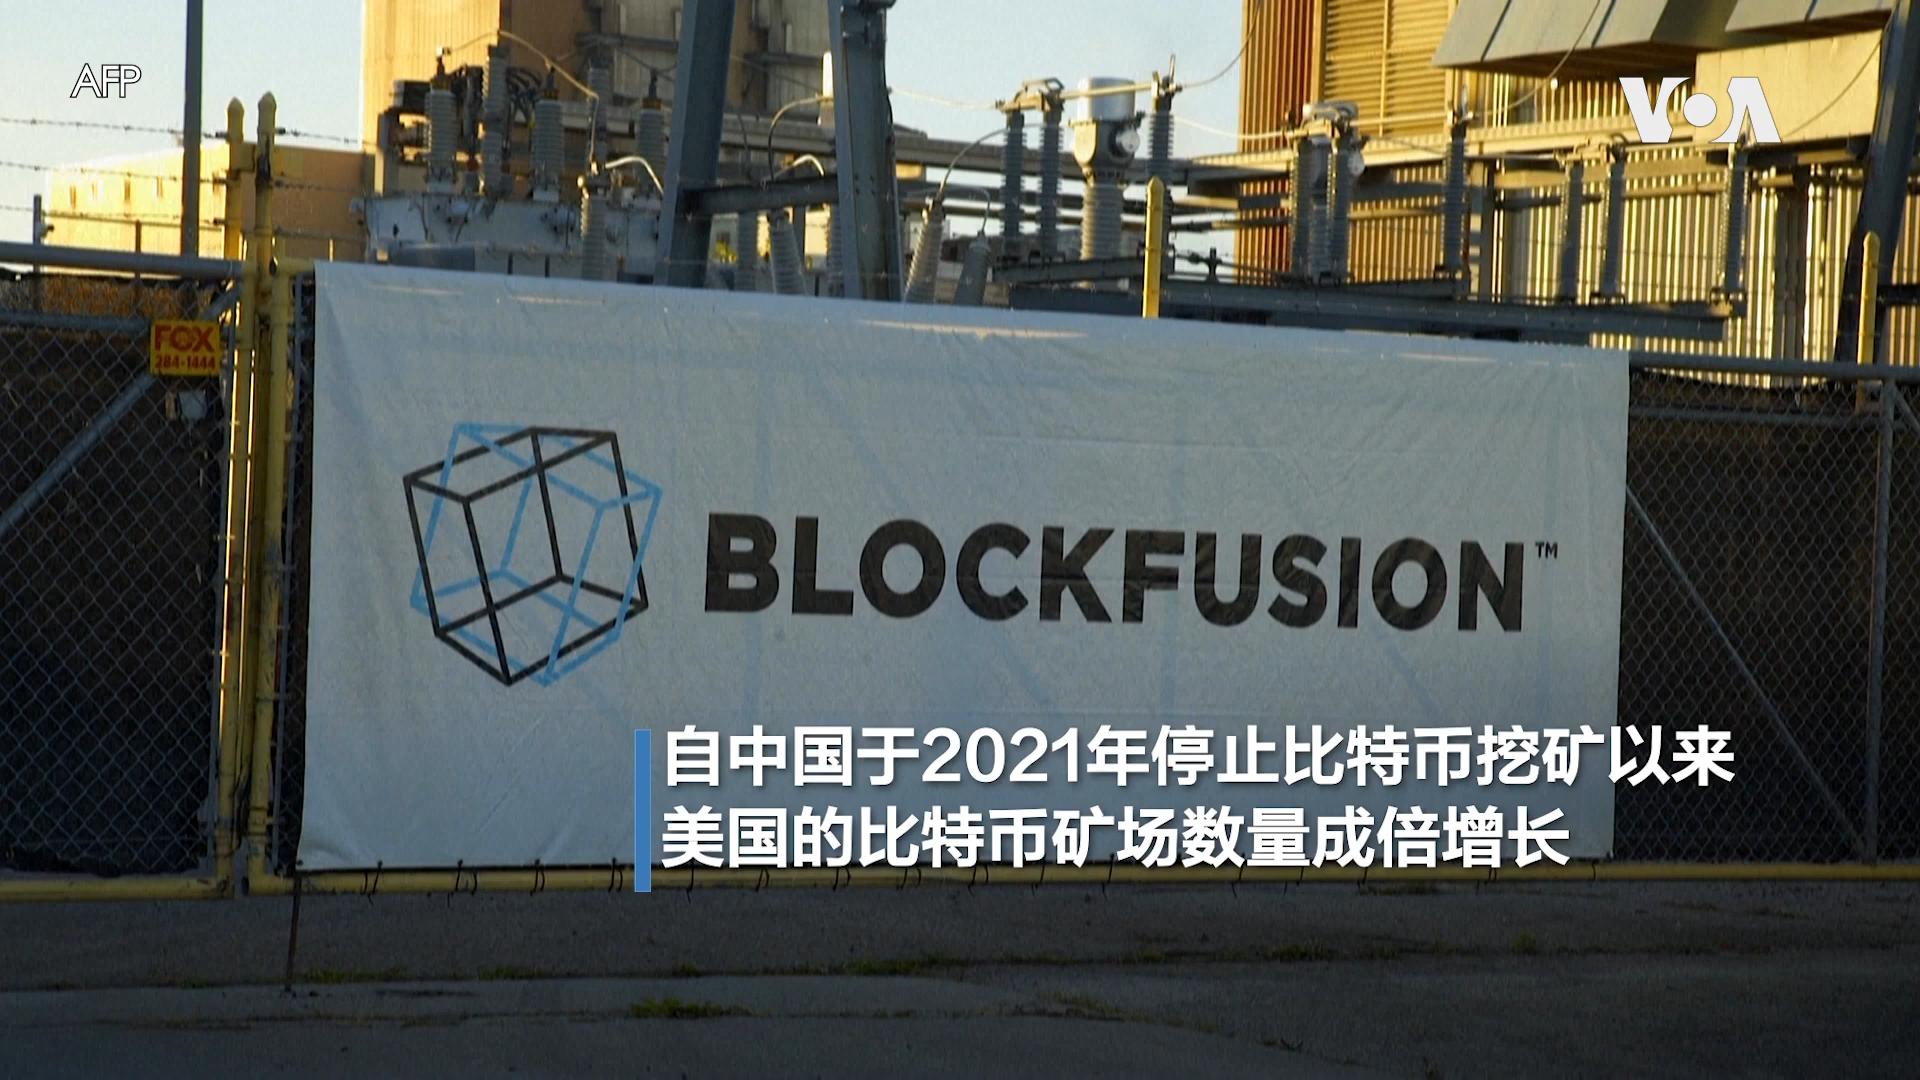 AFP
VOA
FOX
284-1444
BLOCKFUSION™
自中国于2021年停止比特币挖矿以来
美国的比特币矿场数量成倍增长